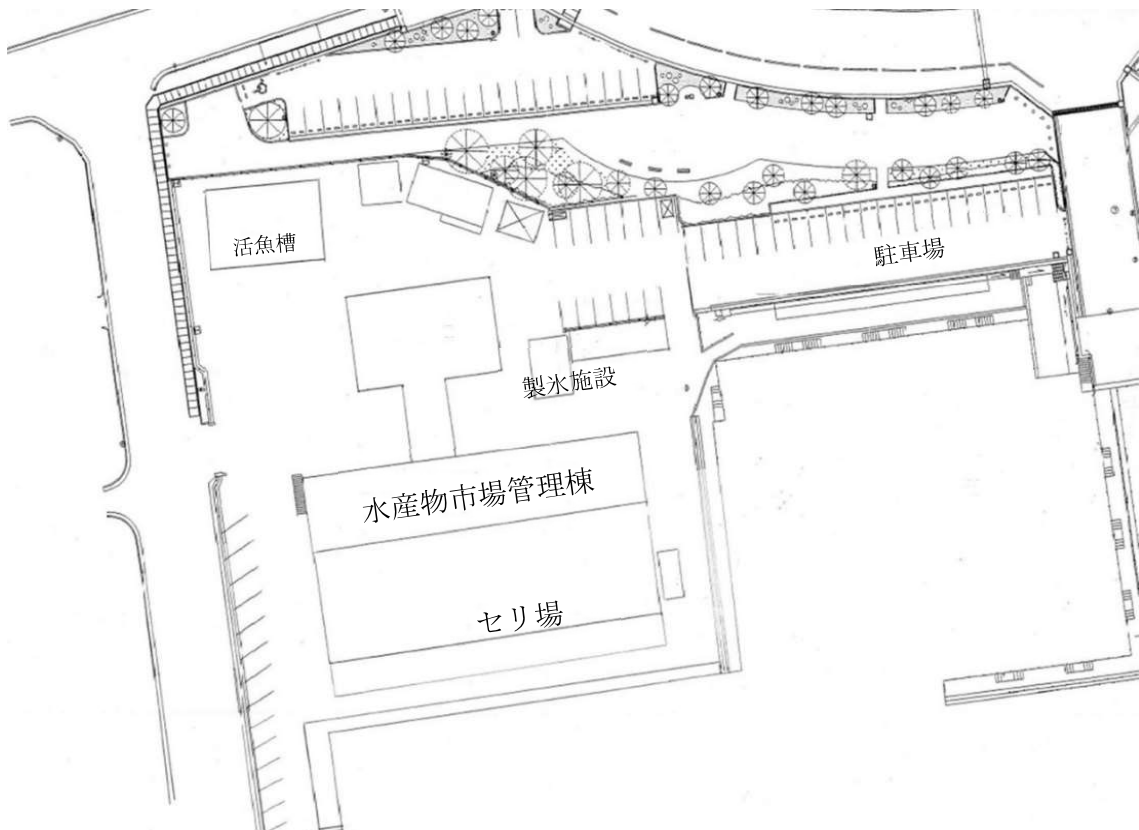 活魚槽
駐車場
製氷施設
水産物市場管理棟
セリ場